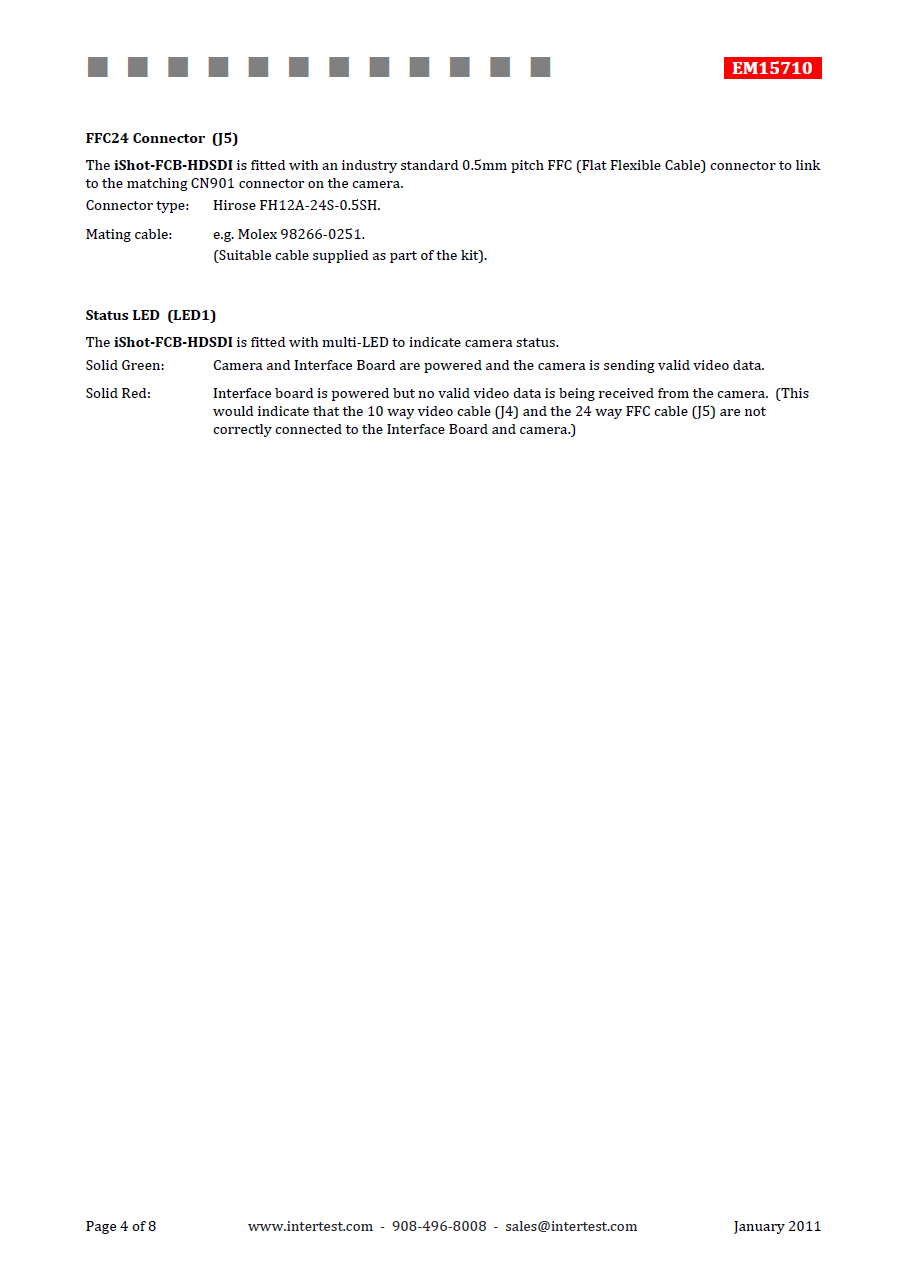 EM15710
FFC24 Connector (J5)
The iShot-FCB-HDSDI is fitted with an industry standard 0.5mm pitch FFC (Flat Flexible Cable) connector to link
to the matching CN901 connector on the camera.
Connector type: Hirose FH12A-24S-0.5SH.
Mating cable: e.g. Molex 98266-0251.
(Suitable cable supplied as part of the kit).
Status LED (LED1)
The iShot-FCB-HDSDI is fitted with multi-LED to indicate camera status.
Solid Green: Camera and Interface Board are powered and the camera is sending valid video data.
Solid Red: Interface board is powered but no valid video data is being received from the camera. (This
would indicate that the 10 way video cable (J4) and the 24 way FFC cable (J5) are not
correctly connected to the Interface Board and camera.)
Page 4 of 8 www.intertest.com - 908-496-8008 - sales@intertest.com January 2011